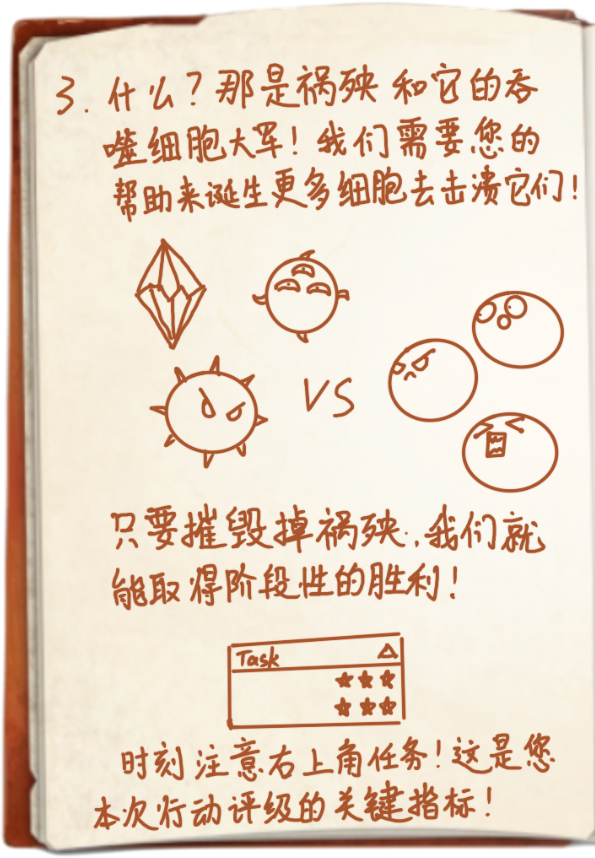 3. 什么?那是祸殃和它的吞
噬细胞大军!我们需要您的
帮助来诞生更多细胞去击溃它们!
VS
只要摧毁掉祸殃,我们就
能取得阶段性的胜利!
Task
时刻注意右上角任务!这是您
本次行动评级的关键指标!